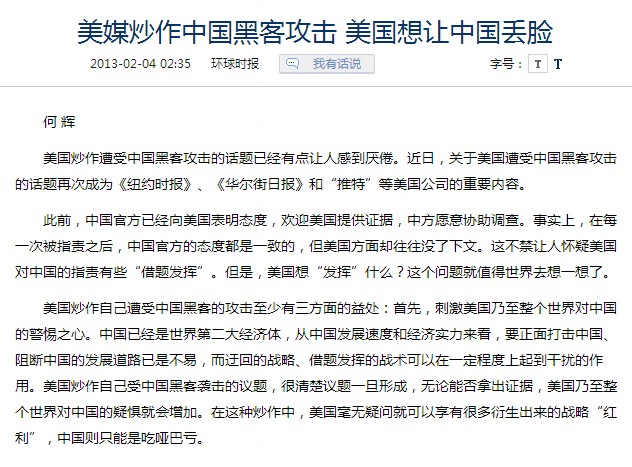 美媒炒作中国黑客攻击 美国想让中国丢脸
2013-02-04 02:35 环球时报 我有话说 字号：T T
何 辉
美国炒作遭受中国黑客攻击的话题已经有点让人感到厌倦。近日，关于美国遭受中国黑客攻击
的话题再次成为《纽约时报》、《华尔街日报》和“推特”等美国公司的重要内容。
此前，中国官方已经向美国表明态度，欢迎美国提供证据，中方愿意协助调查。事实上，在每
一次被指责之后，中国官方的态度都是一致的，但美国方面却往往没了下文。这不禁让人怀疑美国
对中国的指责有些“借题发挥”。但是，美国想“发挥”什么？这个问题就值得世界去想一想了。
美国炒作自己遭受中国黑客的攻击至少有三方面的益处：首先，刺激美国乃至整个世界对中国
的警惕之心。中国已经是世界第二大经济体，从中国发展速度和经济实力来看，要正面打击中国、
阻断中国的发展道路已是不易，而迂回的战略、借题发挥的战术可以在一定程度上起到干扰的作
用。美国炒作自己受中国黑客袭击的议题，很清楚议题一旦形成，无论能否拿出证据，美国乃至整
个世界对中国的疑惧就会增加。在这种炒作中，美国毫无疑问就可以享有很多衍生出来的战略“红
利”，中国则只能是吃哑巴亏。